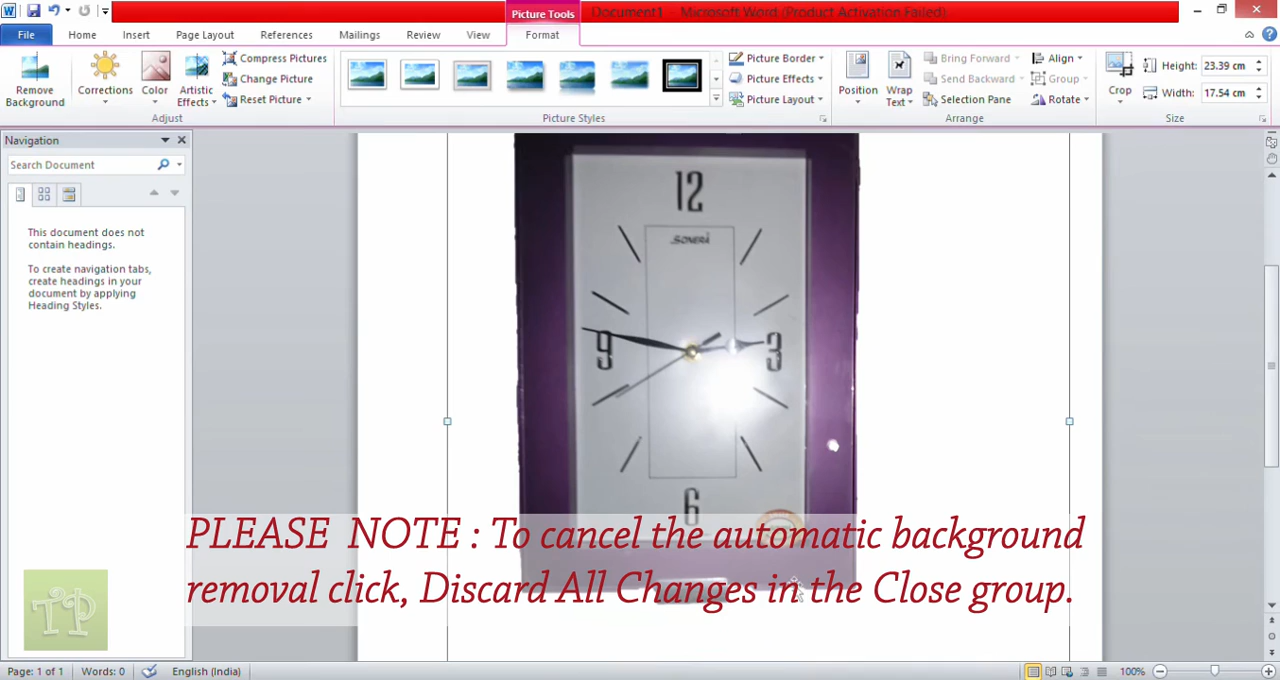 Picture Tools
Document1 - Microsoft Word (Product Activation Failed)
File Home Insert Page Layout References Mailings Review View Format
Remove Background
Corrections
Color
Artistic Effects
Compress Pictures
Change Picture
Reset Picture
Adjust
Picture Styles
Picture Border
Picture Effects
Picture Layout
Position
Wrap Text
Bring Forward
Send Backward
Selection Pane
Align
Group
Rotate
Arrange
Crop
Height: 23.39 cm
Width: 17.54 cm
Size
Navigation
Search Document
This document does not
contain headings.
To create navigation tabs,
create headings in your
document by applying
Heading Styles.
12
SONERA
9 3
6
PLEASE NOTE : To cancel the automatic background
removal click, Discard All Changes in the Close group.
TP
Page: 1 of 1 Words: 0 English (India) 100%